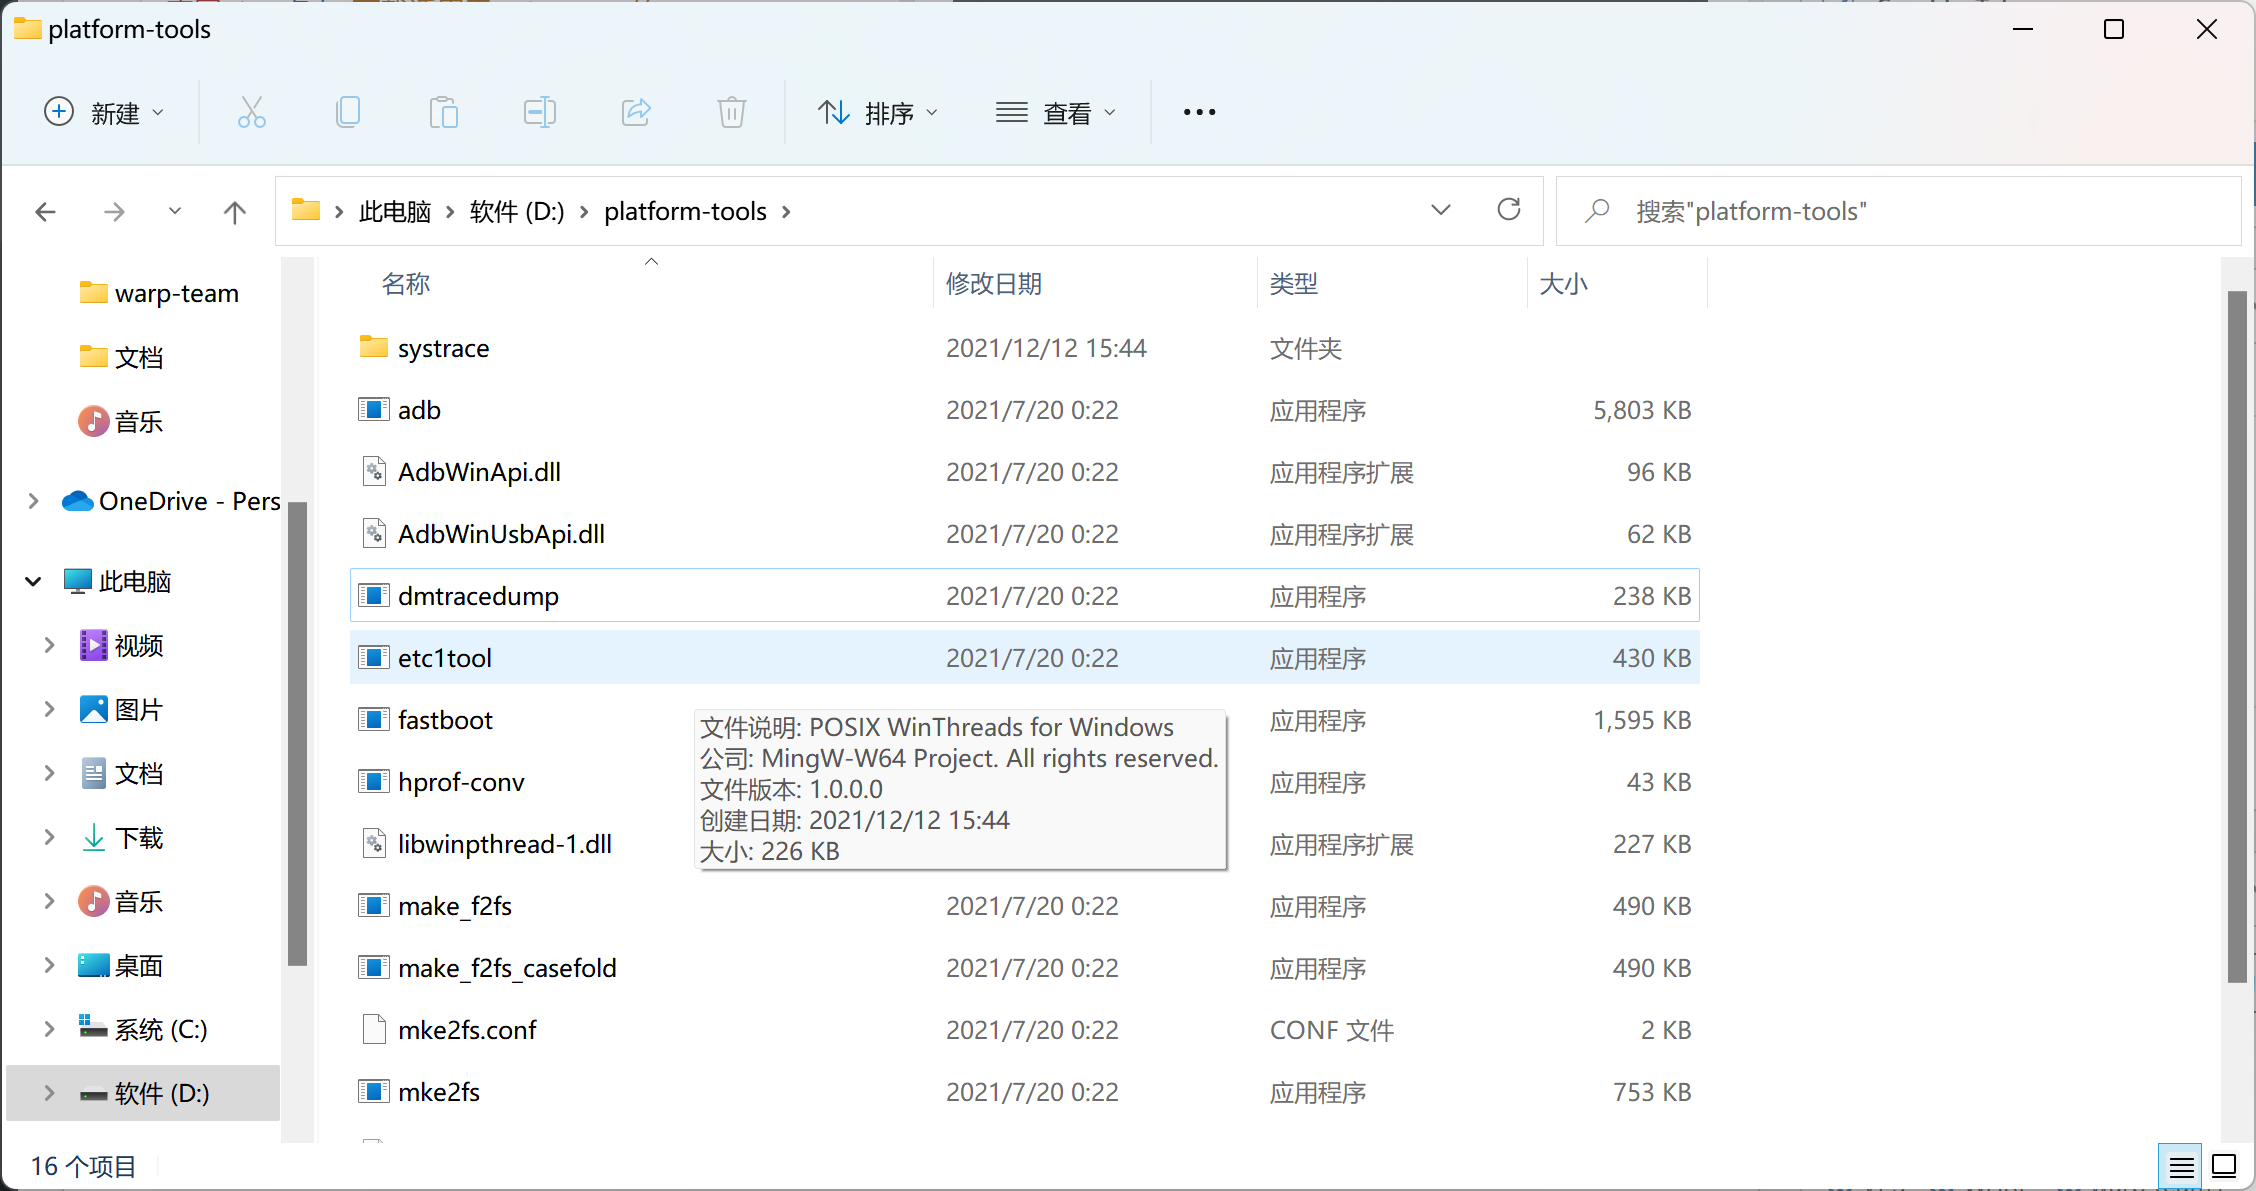 platform-tools
新建
排序
查看
此电脑
软件 (D:)
platform-tools
搜索"platform-tools"
warp-team
文档
音乐
OneDrive - Pers
此电脑
视频
图片
文档
下载
音乐
桌面
系统 (C:)
软件 (D:)
名称 修改日期 类型 大小
systrace 2021/12/12 15:44 文件夹
adb 2021/7/20 0:22 应用程序 5,803 KB
AdbWinApi.dll 2021/7/20 0:22 应用程序扩展 96 KB
AdbWinUsbApi.dll 2021/7/20 0:22 应用程序扩展 62 KB
dmtracedump 2021/7/20 0:22 应用程序 238 KB
etc1tool 2021/7/20 0:22 应用程序 430 KB
fastboot 应用程序 1,595 KB
hprof-conv 应用程序 43 KB
libwinpthread-1.dll 应用程序扩展 227 KB
make_f2fs 2021/7/20 0:22 应用程序 490 KB
make_f2fs_casefold 2021/7/20 0:22 应用程序 490 KB
mke2fs.conf 2021/7/20 0:22 CONF 文件 2 KB
mke2fs 2021/7/20 0:22 应用程序 753 KB
文件说明: POSIX WinThreads for Windows
公司: MingW-W64 Project. All rights reserved.
文件版本: 1.0.0.0
创建日期: 2021/12/12 15:44
大小: 226 KB
16 个项目